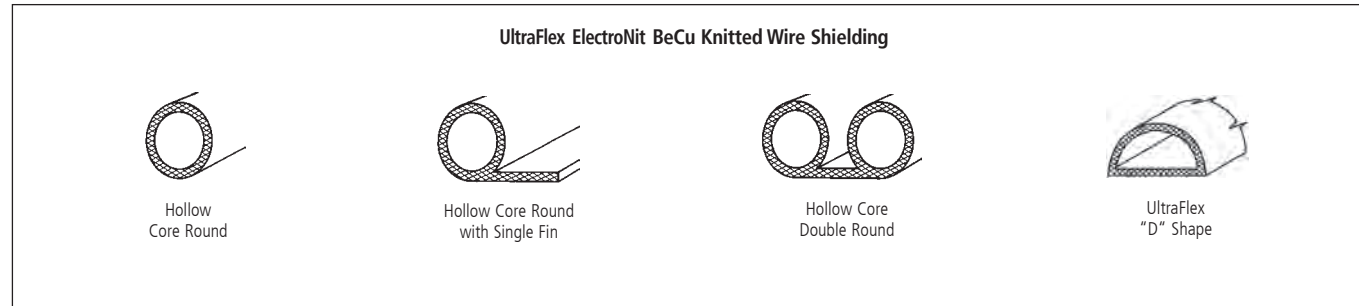 UltraFlex ElectroNit BeCu Knitted Wire Shielding
Hollow
Core Round
Hollow Core Round
with Single Fin
Hollow Core
Double Round
UltraFlex
“D” Shape